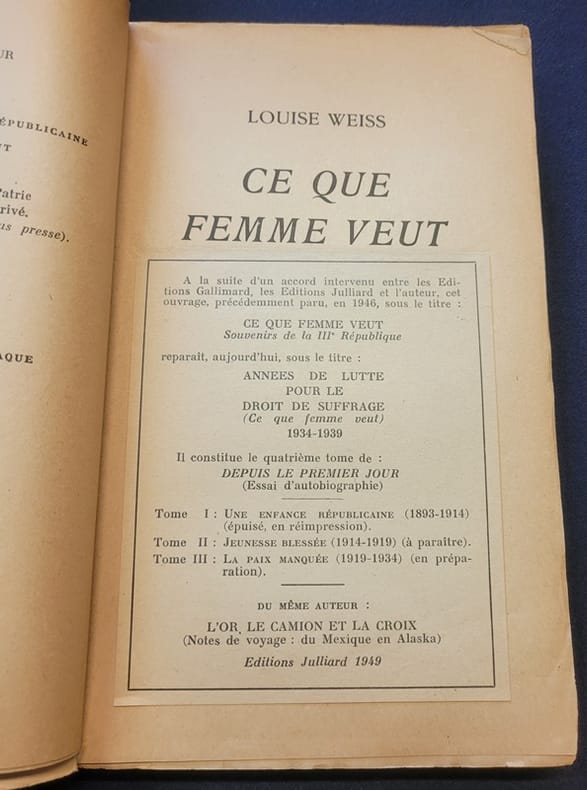 UR
ÉPUBLICAINE
NT
'atrie
rivé.
us presse).
AQUE
LOUISE WEISS
CE QUE
FEMME VEUT
A la suite d'un accord intervenu entre les Edi-
tions Gallimard, les Editions Julliard et l'auteur, cet
ouvrage, précédemment paru, en 1946, sous le titre :
CE QUE FEMME VEUT
Souvenirs de la IIIe République
reparaît, aujourd'hui, sous le titre :
ANNEES DE LUTTE
POUR LE
DROIT DE SUFFRAGE
(Ce que femme veut)
1934-1939
Il constitue le quatrième tome de :
DEPUIS LE PREMIER JOUR
(Essai d'autobiographie)
Tome I : UNE ENFANCE RÉPUBLICAINE (1893-1914)
(épuisé, en réimpression).
Tome II : JEUNESSE BLESSÉE (1914-1919) (à paraître).
Tome III : LA PAIX MANQUÉE (1919-1934) (en prépa-
ration).
DU MÊME AUTEUR :
L'OR, LE CAMION ET LA CROIX
(Notes de voyage : du Mexique en Alaska)
Editions Julliard 1949